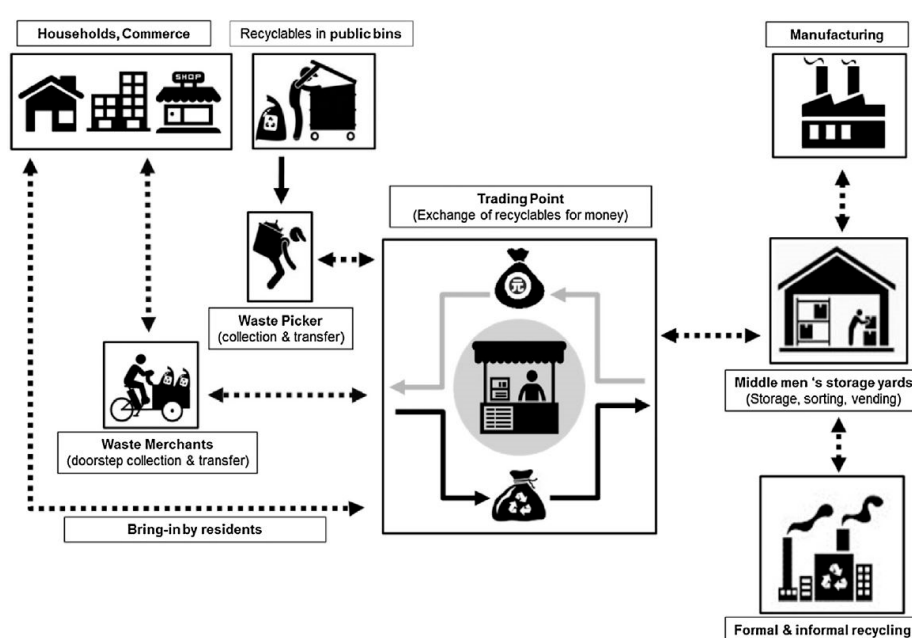 Households, Commerce
Recyclables in public bins
Manufacturing
SHOP
Trading Point
(Exchange of recyclables for money)
元
Waste Picker
(collection & transfer)
Middle men 's storage yards
(Storage, sorting, vending)
Waste Merchants
(doorstep collection & transfer)
Bring-in by residents
Formal & informal recycling